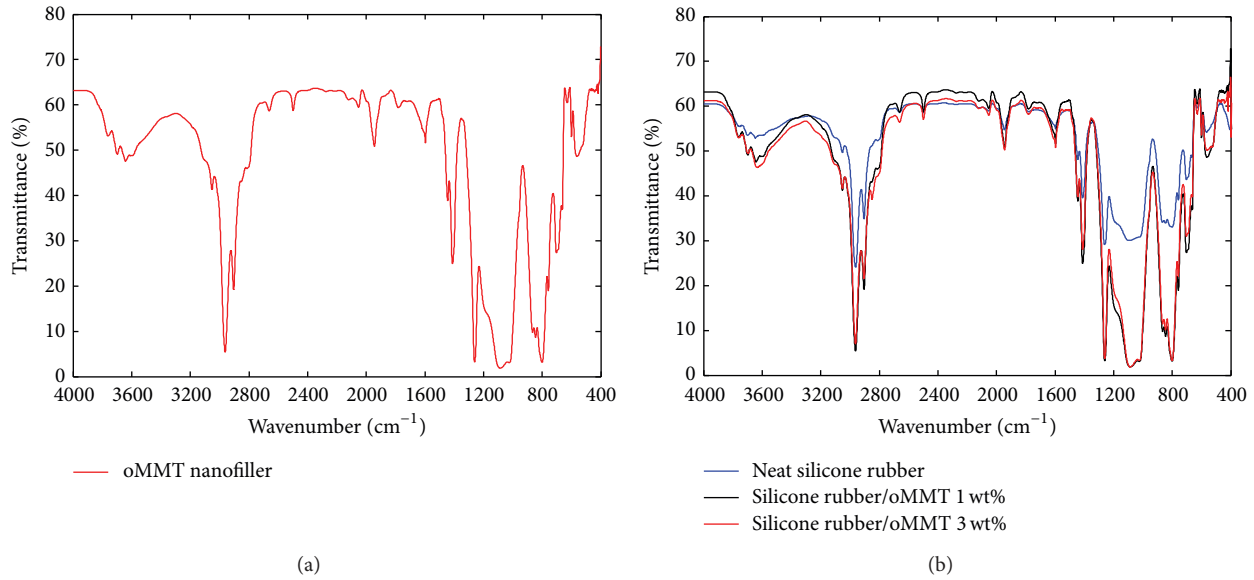 80
70
60
50
40
30
20
10
0
Transmittance (%)
4000 3600 2800 2400 2000 1600 1200 800 400
Wavenumber (cm−1)
oMMT nanofiller
(a)
80
70
60
50
40
30
20
10
0
Transmittance (%)
4000 3600 3200 2800 2400 2000 1600 1200 800 400
Wavenumber (cm−1)
Neat silicone rubber
Silicone rubber/oMMT 1 wt%
Silicone rubber/oMMT 3 wt%
(b)